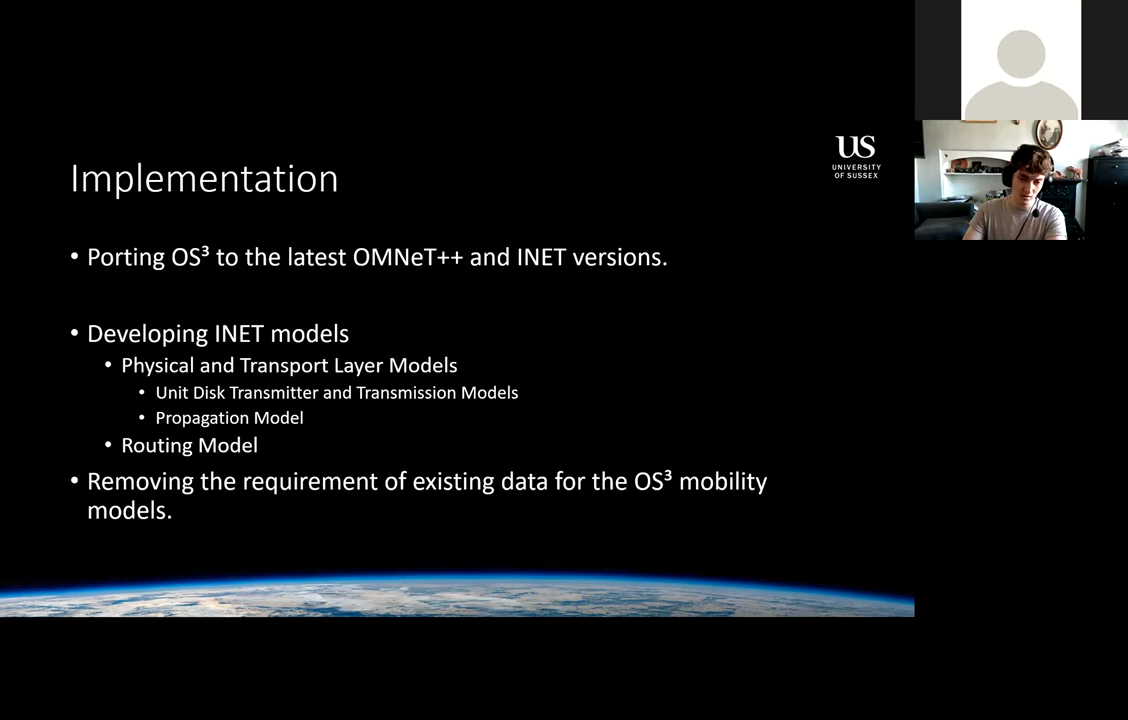 US
UNIVERSITY
OF SUSSEX
Implementation
• Porting OS³ to the latest OMNeT++ and INET versions.
• Developing INET models
• Physical and Transport Layer Models
• Unit Disk Transmitter and Transmission Models
• Propagation Model
• Routing Model
• Removing the requirement of existing data for the OS³ mobility
models.